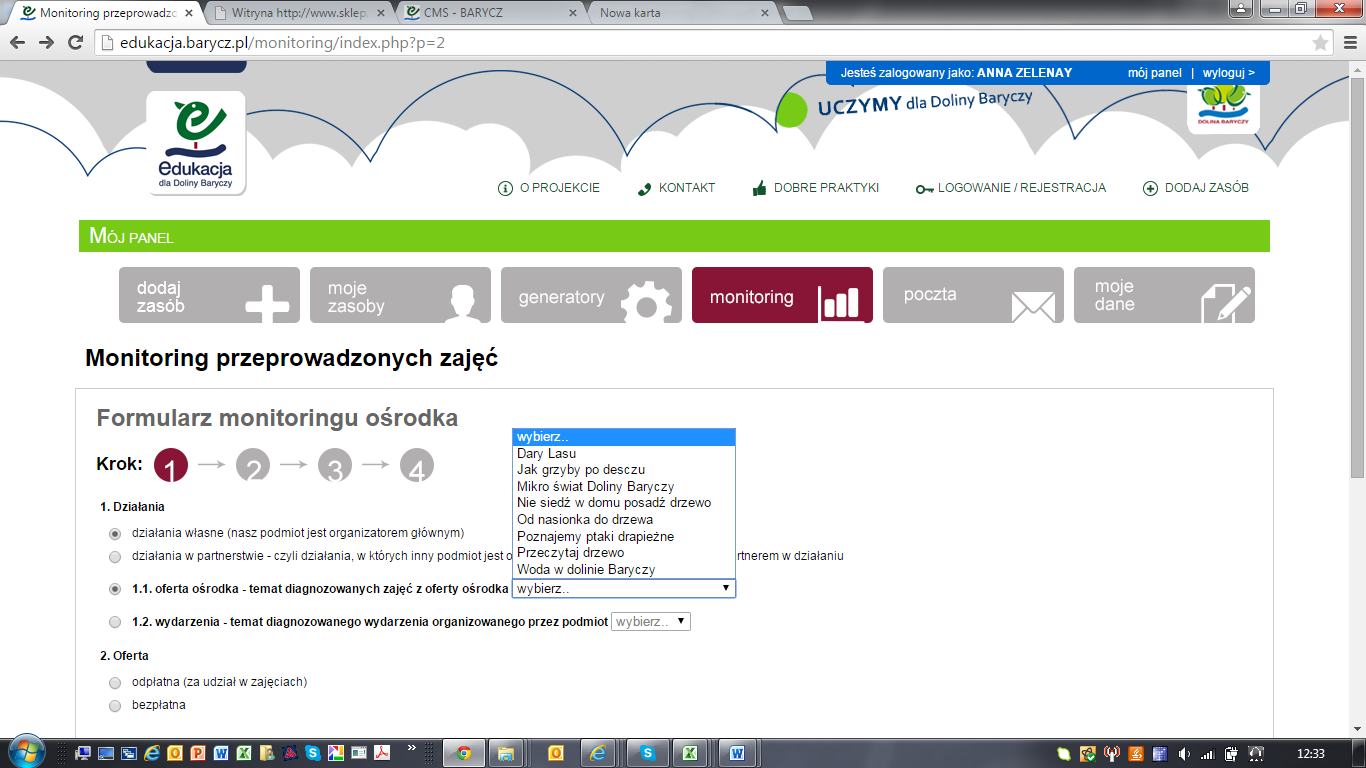 Monitoring przeprowadzo
Witryna http://www.sklep.
CMS - BARYCZ
Nowa karta
edukacja.barycz.pl/monitoring/index.php?p=2
Jesteś zalogowany jako: ANNA ZELENAY
mój panel | wyloguj >
UCZYMY dla Doliny Baryczy
DOLINA BARYCZY
edukacja
dla Doliny Baryczy
O PROJEKCIE
KONTAKT
DOBRE PRAKTYKI
LOGOWANIE / REJESTRACJA
DODAJ ZASÓB
MÓJ PANEL
dodaj
zasób
moje
zasoby
generatory
monitoring
poczta
moje
dane
Monitoring przeprowadzonych zajęć
Formularz monitoringu ośrodka
Krok: 1 2 3 4
wybierz..
Dary Lasu
Jak grzyby po desczu
Mikro świat Doliny Baryczy
Nie siedź w domu posadź drzewo
Od nasionka do drzewa
Poznajemy ptaki drapieżne
Przeczytaj drzewo
Woda w dolinie Baryczy
1. Działania
działania własne (nasz podmiot jest organizatorem głównym)
działania w partnerstwie - czyli działania, w których inny podmiot jest o rtnerem w działaniu
1.1. oferta ośrodka - temat diagnozowanych zajęć z oferty ośrodka wybierz..
1.2. wydarzenia - temat diagnozowanego wydarzenia organizowanego przez podmiot wybierz..
2. Oferta
odpłatna (za udział w zajęciach)
bezpłatna
12:33